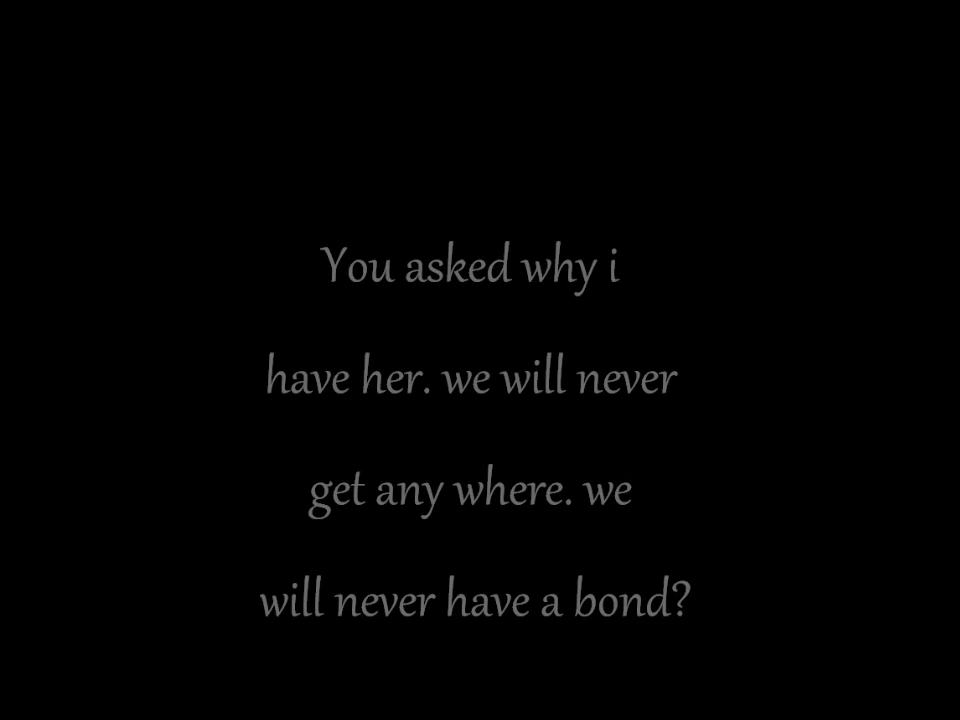 You asked why i
have her. we will never
get any where. we
will never have a bond?